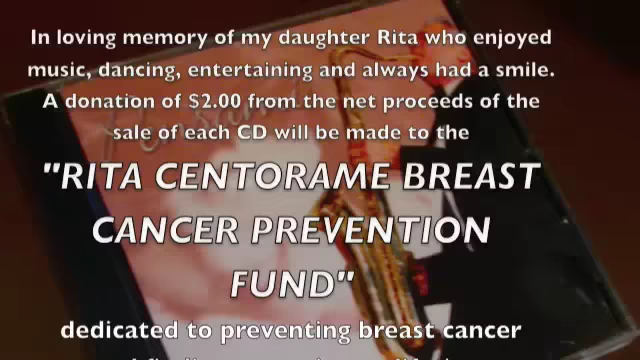 In loving memory of my daughter Rita who enjoyed
music, dancing, entertaining and always had a smile.
A donation of $2.00 from the net proceeds of the
sale of each CD will be made to the
"RITA CENTORAME BREAST
CANCER PREVENTION
FUND"
dedicated to preventing breast cancer